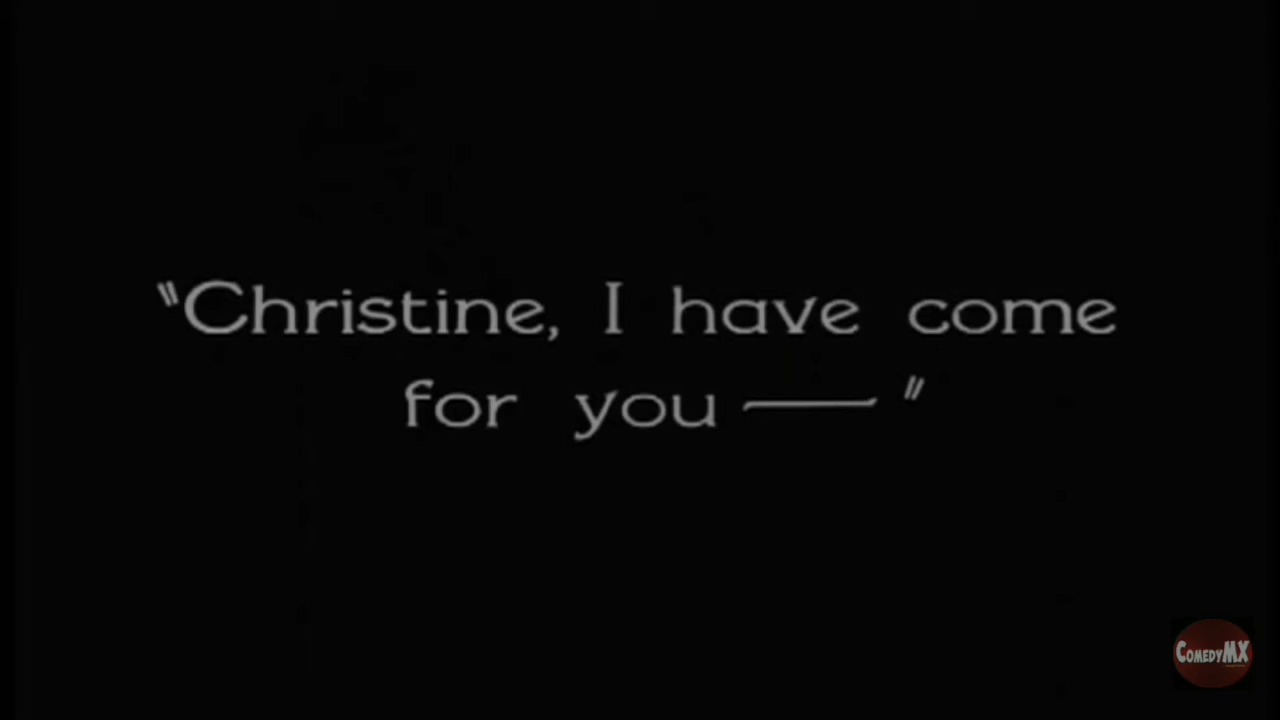 "Christine, I have come
for you — "
ComedyMX